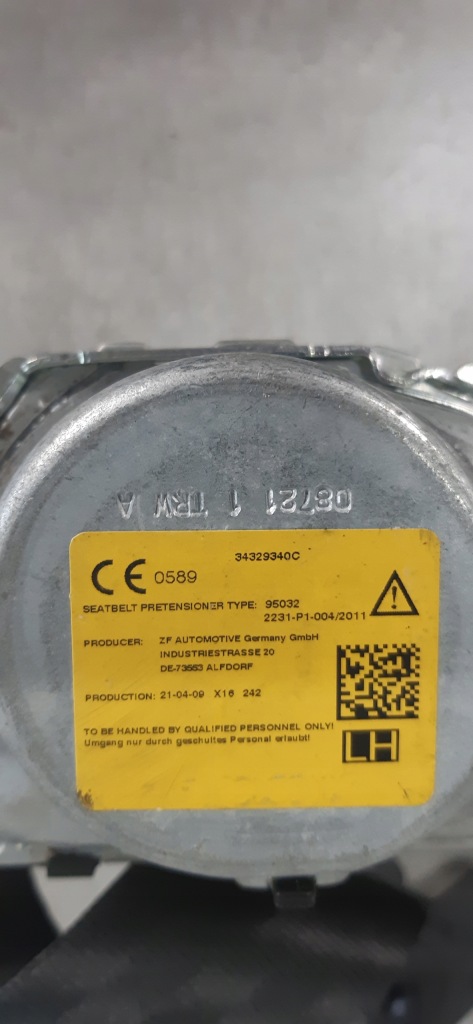 08721 1 TRW A
34329340C
CE 0589
SEATBELT PRETENSIONER TYPE: 95032
2231-P1-004/2011
PRODUCER: ZF AUTOMOTIVE Germany GmbH
INDUSTRIESTRASSE 20
DE-73553 ALFDORF
PRODUCTION: 21-04-09 X16 242
TO BE HANDLED BY QUALIFIED PERSONNEL ONLY!
Umgang nur durch geschultes Personal erlaubt!
LH